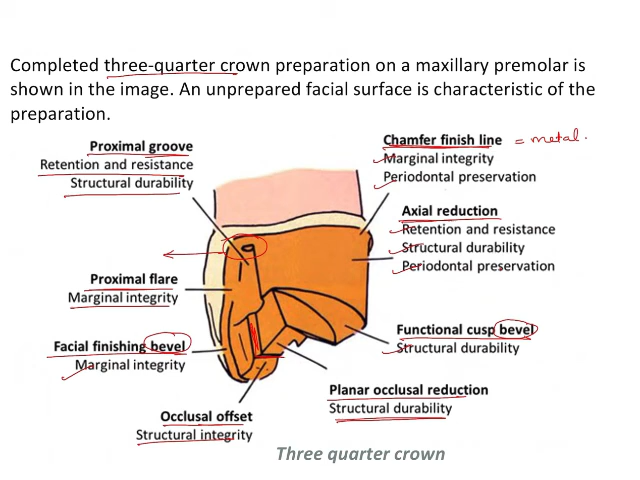 Completed three-quarter crown preparation on a maxillary premolar is
shown in the image. An unprepared facial surface is characteristic of the
preparation.
Proximal groove
Retention and resistance
Structural durability
Chamfer finish line = metal.
Marginal integrity
Periodontal preservation
Axial reduction
Retention and resistance
Structural durability
Periodontal preservation
Proximal flare
Marginal integrity
Facial finishing bevel
Marginal integrity
Functional cusp bevel
Structural durability
Planar occlusal reduction
Structural durability
Occlusal offset
Structural integrity
Three quarter crown